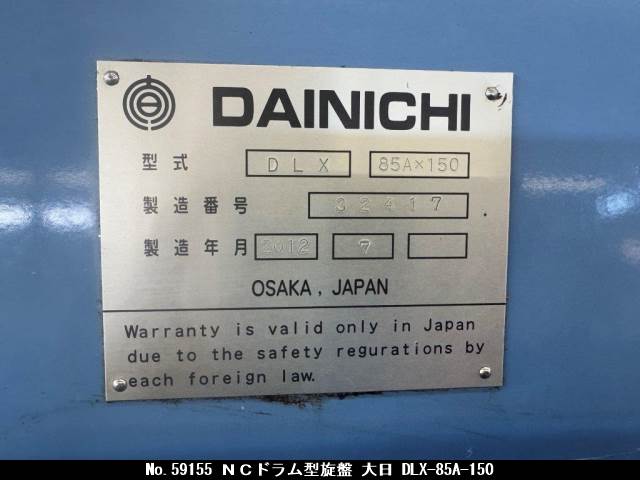 DAINICHI
型式 DLX 85A×150
製造番号 32417
製造年月 2012 7
OSAKA, JAPAN
Warranty is valid only in Japan
due to the safety regurations by
each foreign law.
No.59155 NCドラム型旋盤 大日 DLX-85A-150